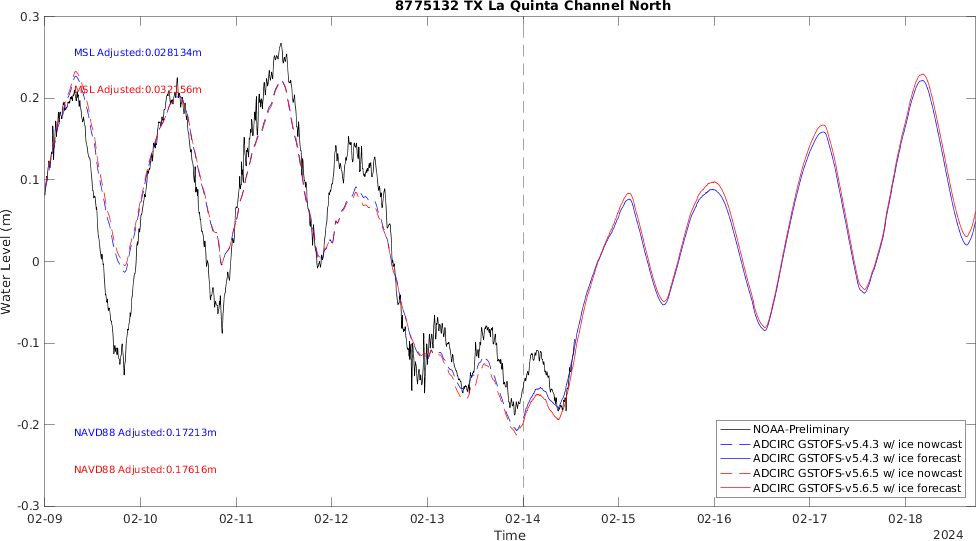 8775132 TX La Quinta Channel North
0.3
0.2
0.1
0
-0.1
-0.2
-0.3
Water Level (m)
MSL Adjusted:0.028134m
MSL Adjusted:0.032156m
NAVD88 Adjusted:0.17213m
NAVD88 Adjusted:0.17616m
NOAA-Preliminary
ADCIRC GSTOFS-v5.4.3 w/ ice nowcast
ADCIRC GSTOFS-v5.4.3 w/ ice forecast
ADCIRC GSTOFS-v5.6.5 w/ ice nowcast
ADCIRC GSTOFS-v5.6.5 w/ ice forecast
02-09 02-10 02-11 02-12 02-13 02-14 02-15 02-16 02-17 02-18
Time
2024